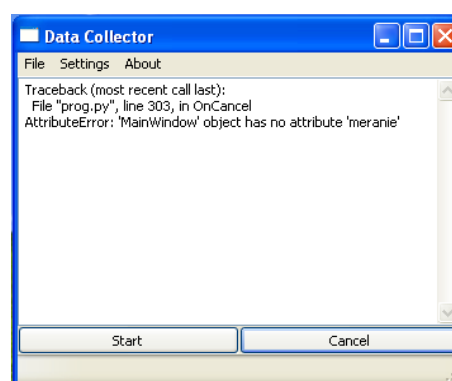 Data Collector
File Settings About
Traceback (most recent call last):
File "prog.py", line 303, in OnCancel
AttributeError: 'MainWindow' object has no attribute 'meranie'
Start Cancel